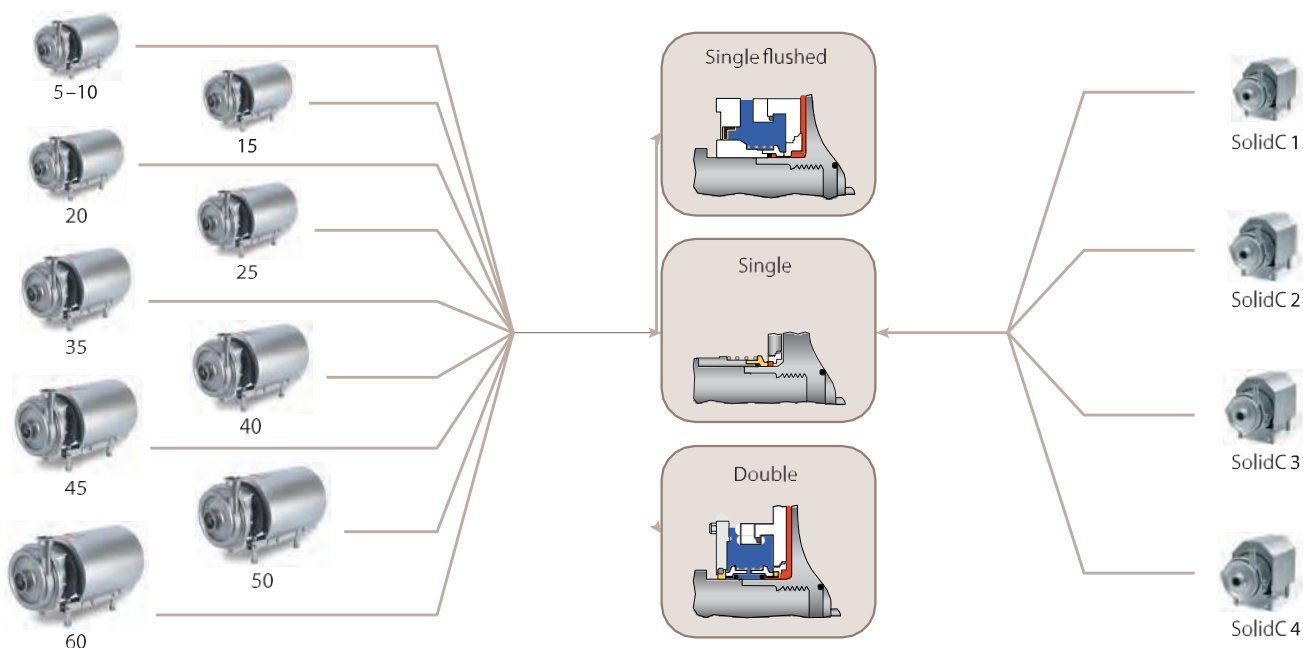 5–10
15
20
25
35
40
45
50
60
Single flushed
Single
Double
SolidC 1
SolidC 2
SolidC 3
SolidC 4